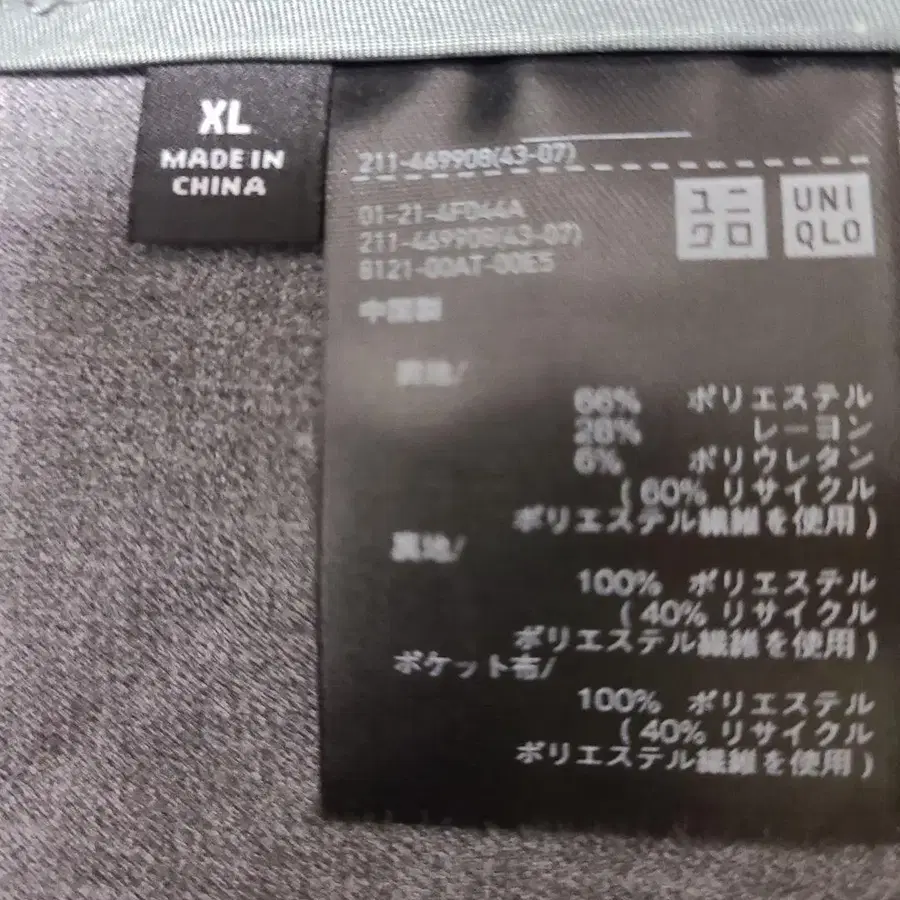 XL
MADE IN
CHINA
211-469908(43-07)
01-21-4F044A
211-469908(43-07)
8121-00AT-00E5
ユニ
クロ
UNI
QLO
中国製
表地/
66% ポリエステル
28% レーヨン
6% ポリウレタン
( 60% リサイクル
ポリエステル繊維を使用 )
裏地/
100% ポリエステル
( 40% リサイクル
ポリエステル繊維を使用 )
ポケット布/
100% ポリエステル
( 40% リサイクル
ポリエステル繊維を使用 )